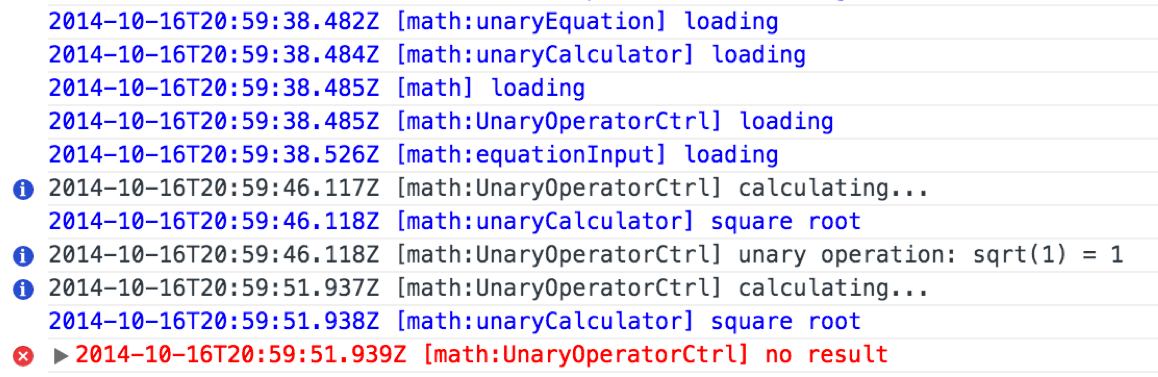 2014-10-16T20:59:38.482Z [math:unaryEquation] loading
2014-10-16T20:59:38.484Z [math:unaryCalculator] loading
2014-10-16T20:59:38.485Z [math] loading
2014-10-16T20:59:38.485Z [math:UnaryOperatorCtrl] loading
2014-10-16T20:59:38.526Z [math:equationInput] loading
2014-10-16T20:59:46.117Z [math:UnaryOperatorCtrl] calculating...
2014-10-16T20:59:46.118Z [math:unaryCalculator] square root
2014-10-16T20:59:46.118Z [math:UnaryOperatorCtrl] unary operation: sqrt(1) = 1
2014-10-16T20:59:51.937Z [math:UnaryOperatorCtrl] calculating...
2014-10-16T20:59:51.938Z [math:unaryCalculator] square root
2014-10-16T20:59:51.939Z [math:UnaryOperatorCtrl] no result